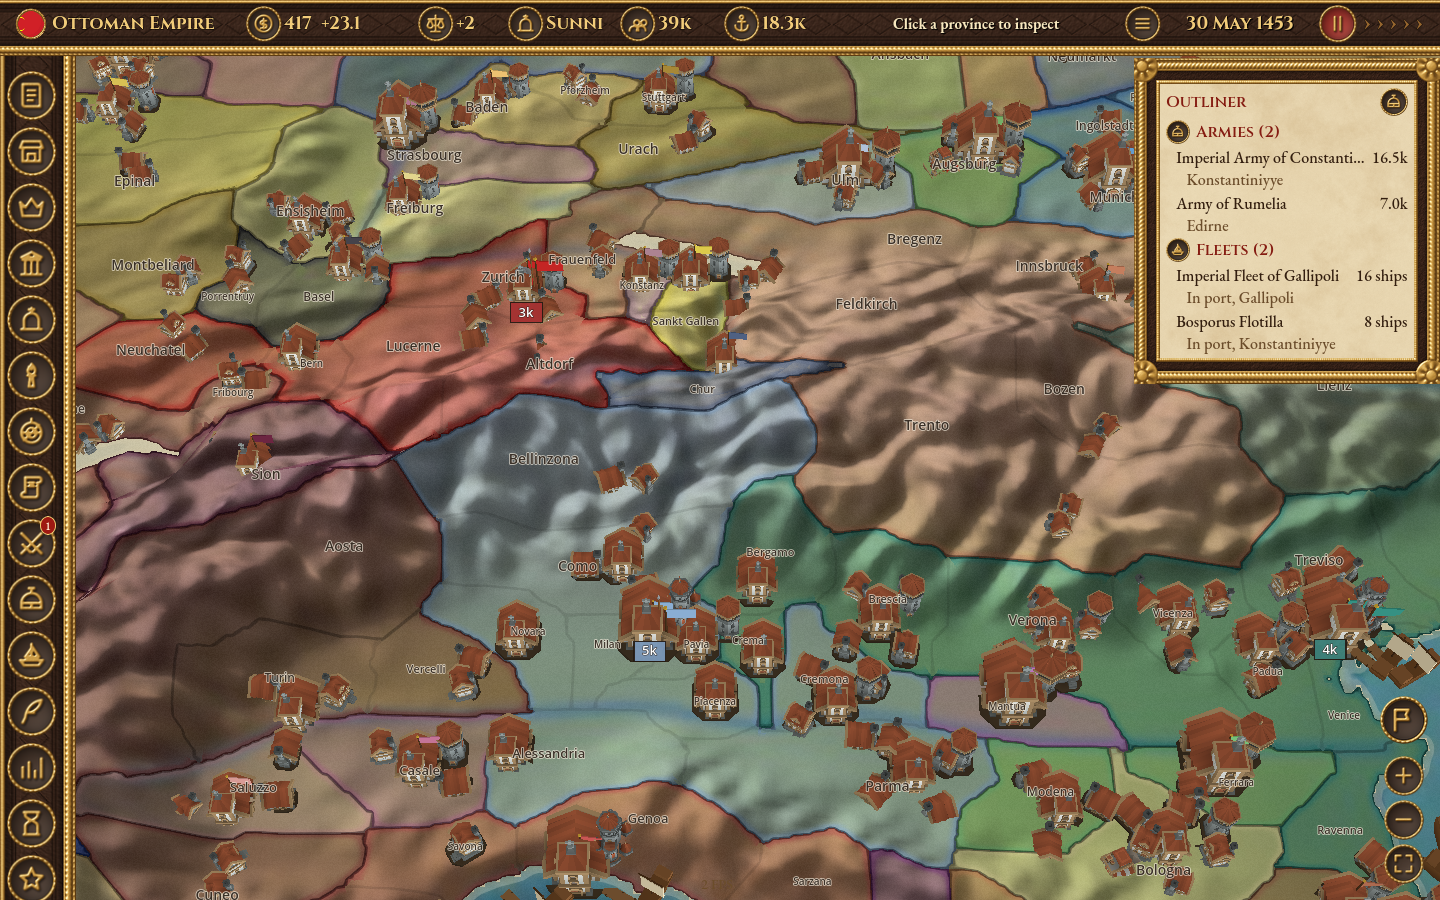 OTTOMAN EMPIRE 417 +23.1 +2 SUNNI 39K 18.3K Click a province to inspect 30 MAY 1453
OUTLINER
ARMIES (2)
Imperial Army of Constanti... 16.5k
Konstantiniyye
Army of Rumelia 7.0k
Edirne
FLEETS (2)
Imperial Fleet of Gallipoli 16 ships
In port, Gallipoli
Bosporus Flotilla 8 ships
In port, Konstantiniyye
1
Ansbach
Neumarkt
Baden
Pforzheim
Stuttgart
Ingolstadt
Strasbourg
Urach
Augsburg
Epinal
Ulm
Munich
Ensisheim
Freiburg
Bregenz
Montbeliard
Frauenfeld
Innsbruck
Zurich
Konstanz
Porrentruy
Basel
Feldkirch
3k
Sankt Gallen
Neuchatel
Lucerne
Bern
Altdorf
Fribourg
Chur
Bozen
Lienz
Trento
Bellinzona
Sion
Aosta
Como
Bergamo
Treviso
Brescia
Verona
Vicenza
Novara
Milan
Pavia
Crema
5k
4k
Vercelli
Turin
Cremona
Padua
Piacenza
Mantua
Venice
Alessandria
Casale
Saluzzo
Parma
Modena
Ferrara
Genoa
Ravenna
Savona
Bologna
Sarzana
Cuneo